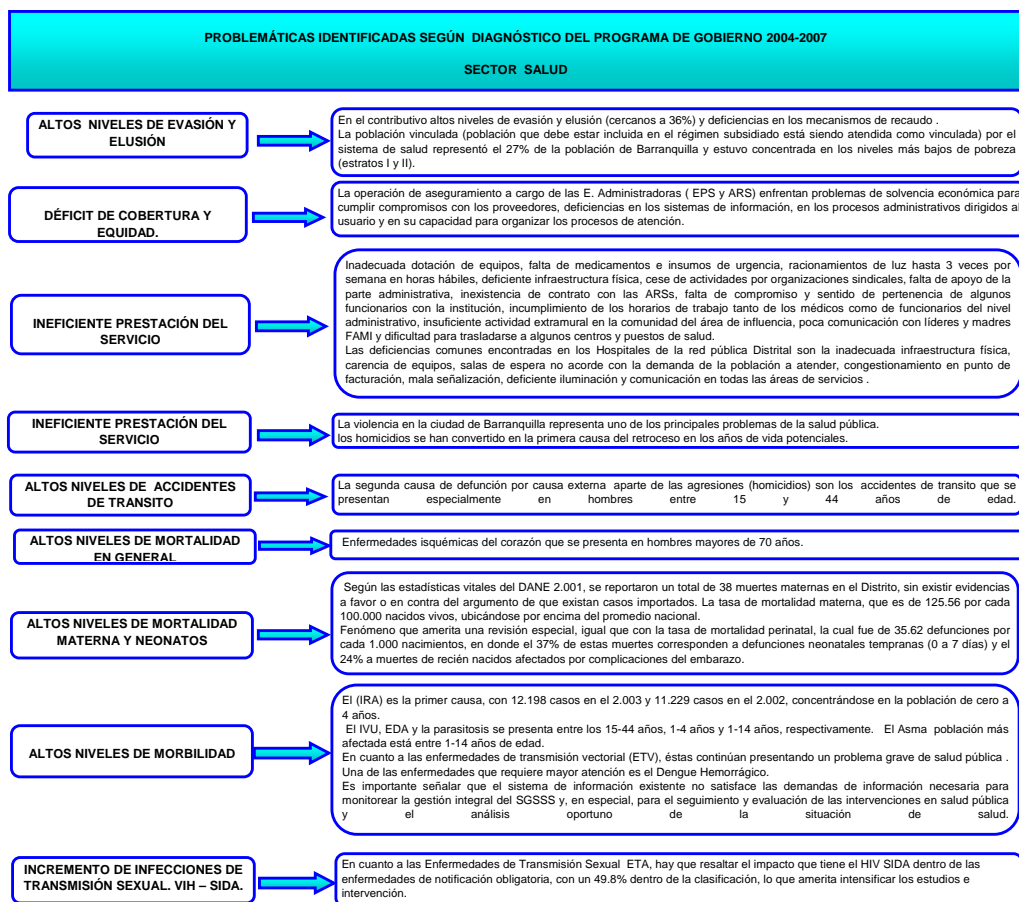 PROBLEMÁTICAS IDENTIFICADAS SEGÚN DIAGNÓSTICO DEL PROGRAMA DE GOBIERNO 2004-2007
SECTOR SALUD
ALTOS NIVELES DE EVASIÓN Y
ELUSIÓN
En el contributivo altos niveles de evasión y elusión (cercanos a 36%) y deficiencias en los mecanismos de recaudo .
La población vinculada (población que debe estar incluida en el régimen subsidiado está siendo atendida como vinculada) por el
sistema de salud representó el 27% de la población de Barranquilla y estuvo concentrada en los niveles más bajos de pobreza
(estratos I y II).
DÉFICIT DE COBERTURA Y
EQUIDAD.
La operación de aseguramiento a cargo de las E. Administradoras ( EPS y ARS) enfrentan problemas de solvencia económica para
cumplir compromisos con los proveedores, deficiencias en los sistemas de información, en los procesos administrativos dirigidos al
usuario y en su capacidad para organizar los procesos de atención.
INEFICIENTE PRESTACIÓN DEL
SERVICIO
Inadecuada dotación de equipos, falta de medicamentos e insumos de urgencia, racionamientos de luz hasta 3 veces por
semana en horas hábiles, deficiente infraestructura física, cese de actividades por organizaciones sindicales, falta de apoyo de la
parte administrativa, inexistencia de contrato con las ARSs, falta de compromiso y sentido de pertenencia de algunos
funcionarios con la institución, incumplimiento de los horarios de trabajo tanto de los médicos como de funcionarios del nivel
administrativo, insuficiente actividad extramural en la comunidad del área de influencia, poca comunicación con líderes y madres
FAMI y dificultad para trasladarse a algunos centros y puestos de salud.
Las deficiencias comunes encontradas en los Hospitales de la red pública Distrital son la inadecuada infraestructura física,
carencia de equipos, salas de espera no acorde con la demanda de la población a atender, congestionamiento en punto de
facturación, mala señalización, deficiente iluminación y comunicación en todas las áreas de servicios .
INEFICIENTE PRESTACIÓN DEL
SERVICIO
La violencia en la ciudad de Barranquilla representa uno de los principales problemas de la salud pública.
los homicidios se han convertido en la primera causa del retroceso en los años de vida potenciales.
ALTOS NIVELES DE ACCIDENTES
DE TRANSITO
La segunda causa de defunción por causa externa aparte de las agresiones (homicidios) son los accidentes de transito que se
presentan especialmente en hombres entre 15 y 44 años de edad.
ALTOS NIVELES DE MORTALIDAD
EN GENERAL
Enfermedades isquémicas del corazón que se presenta en hombres mayores de 70 años.
ALTOS NIVELES DE MORTALIDAD
MATERNA Y NEONATOS
Según las estadísticas vitales del DANE 2.001, se reportaron un total de 38 muertes maternas en el Distrito, sin existir evidencias
a favor o en contra del argumento de que existan casos importados. La tasa de mortalidad materna, que es de 125.56 por cada
100.000 nacidos vivos, ubicándose por encima del promedio nacional.
Fenómeno que amerita una revisión especial, igual que con la tasa de mortalidad perinatal, la cual fue de 35.62 defunciones por
cada 1.000 nacimientos, en donde el 37% de estas muertes corresponden a defunciones neonatales tempranas (0 a 7 días) y el
24% a muertes de recién nacidos afectados por complicaciones del embarazo.
ALTOS NIVELES DE MORBILIDAD
El (IRA) es la primer causa, con 12.198 casos en el 2.003 y 11.229 casos en el 2.002, concentrándose en la población de cero a
4 años.
El IVU, EDA y la parasitosis se presenta entre los 15-44 años, 1-4 años y 1-14 años, respectivamente. El Asma población más
afectada está entre 1-14 años de edad.
En cuanto a las enfermedades de transmisión vectorial (ETV), éstas continúan presentando un problema grave de salud pública .
Una de las enfermedades que requiere mayor atención es el Dengue Hemorrágico.
Es importante señalar que el sistema de información existente no satisface las demandas de información necesaria para
monitorear la gestión integral del SGSSS y, en especial, para el seguimiento y evaluación de las intervenciones en salud pública
y el análisis oportuno de la situación de salud.
INCREMENTO DE INFECCIONES DE
TRANSMISIÓN SEXUAL. VIH – SIDA.
En cuanto a las Enfermedades de Transmisión Sexual ETA, hay que resaltar el impacto que tiene el HIV SIDA dentro de las
enfermedades de notificación obligatoria, con un 49.8% dentro de la clasificación, lo que amerita intensificar los estudios e
intervención.